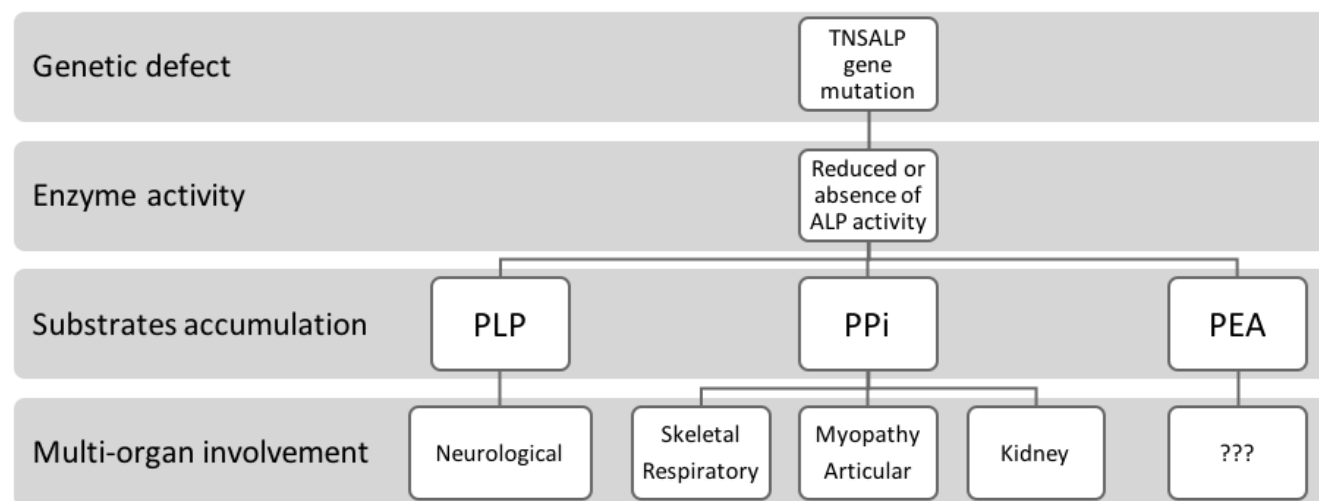 Genetic defect
TNSALP
gene
mutation
Enzyme activity
Reduced or
absence of
ALP activity
Substrates accumulation
PLP
PPi
PEA
Multi-organ involvement
Neurological
Skeletal
Respiratory
Myopathy
Articular
Kidney
???